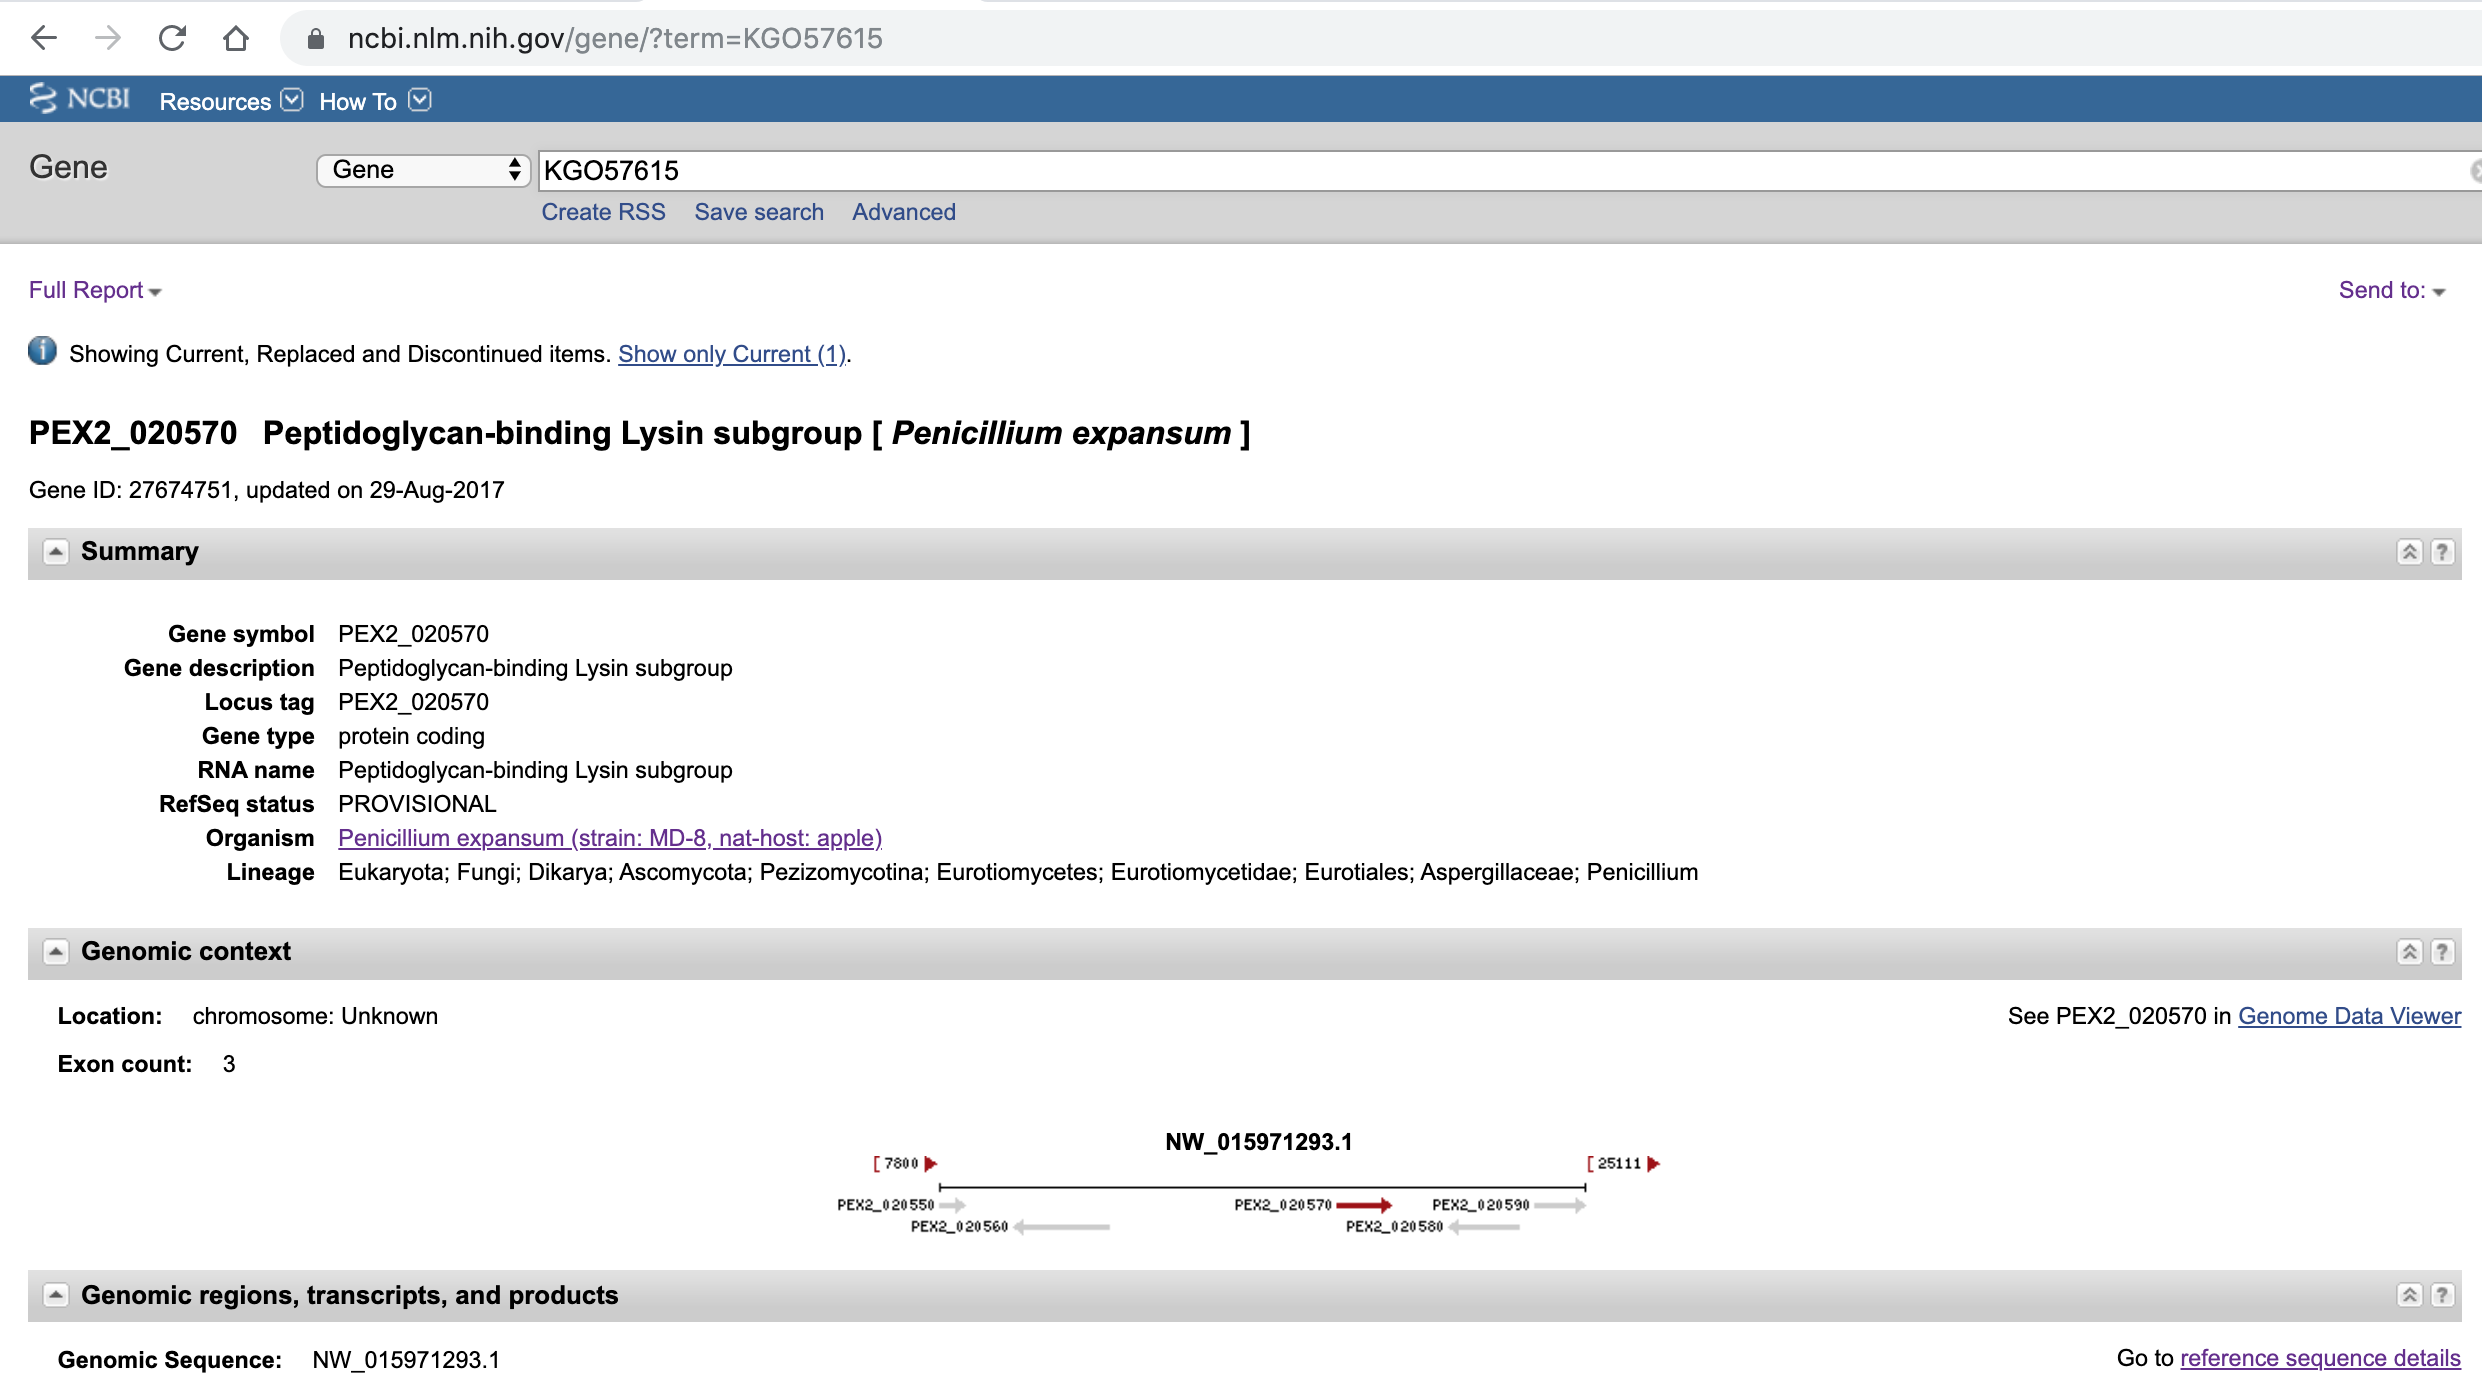 ncbi.nlm.nih.gov/gene/?term=KGO57615
NCBI Resources How To
Gene Gene KGO57615
Create RSS Save search Advanced
Full Report Send to:
Showing Current, Replaced and Discontinued items. Show only Current (1).
PEX2_020570 Peptidoglycan-binding Lysin subgroup [ Penicillium expansum ]
Gene ID: 27674751, updated on 29-Aug-2017
Summary ?
Gene symbol PEX2_020570
Gene description Peptidoglycan-binding Lysin subgroup
Locus tag PEX2_020570
Gene type protein coding
RNA name Peptidoglycan-binding Lysin subgroup
RefSeq status PROVISIONAL
Organism Penicillium expansum (strain: MD-8, nat-host: apple)
Lineage Eukaryota; Fungi; Dikarya; Ascomycota; Pezizomycotina; Eurotiomycetes; Eurotiomycetidae; Eurotiales; Aspergillaceae; Penicillium
Genomic context ?
Location: chromosome: Unknown See PEX2_020570 in Genome Data Viewer
Exon count: 3
NW_015971293.1
[ 7800 [ 25111
PEX2_020550 PEX2_020570 PEX2_020590
PEX2_020560 PEX2_020580
Genomic regions, transcripts, and products ?
Genomic Sequence: NW_015971293.1 Go to reference sequence details